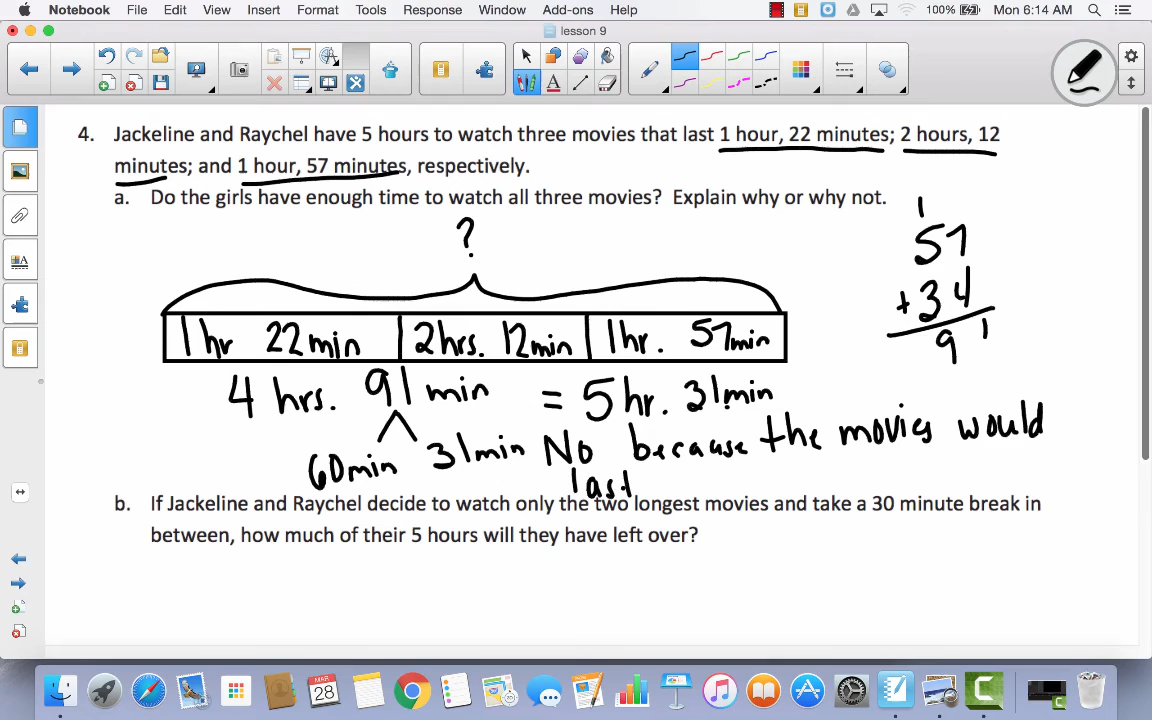 Notebook File Edit View Insert Format Tools Response Window Add-ons Help 100% Mon 6:14 AM
lesson 9
4. Jackeline and Raychel have 5 hours to watch three movies that last 1 hour, 22 minutes; 2 hours, 12
minutes; and 1 hour, 57 minutes, respectively.
a. Do the girls have enough time to watch all three movies? Explain why or why not.
?
1
57
+34
91
1hr 22min 2hrs. 12min 1hr. 57min
4 hrs. 91 min = 5 hr. 31min
60min 31min No because the movies would
last
b. If Jackeline and Raychel decide to watch only the two longest movies and take a 30 minute break in
between, how much of their 5 hours will they have left over?
MAR
28